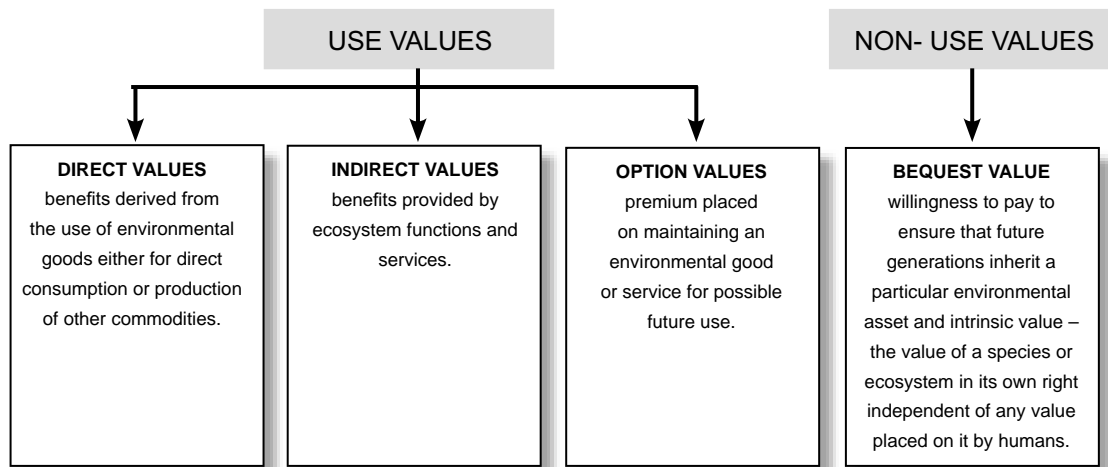 USE VALUES
NON- USE VALUES
DIRECT VALUES
benefits derived from
the use of environmental
goods either for direct
consumption or production
of other commodities.
INDIRECT VALUES
benefits provided by
ecosystem functions and
services.
OPTION VALUES
premium placed
on maintaining an
environmental good
or service for possible
future use.
BEQUEST VALUE
willingness to pay to
ensure that future
generations inherit a
particular environmental
asset and intrinsic value –
the value of a species or
ecosystem in its own right
independent of any value
placed on it by humans.